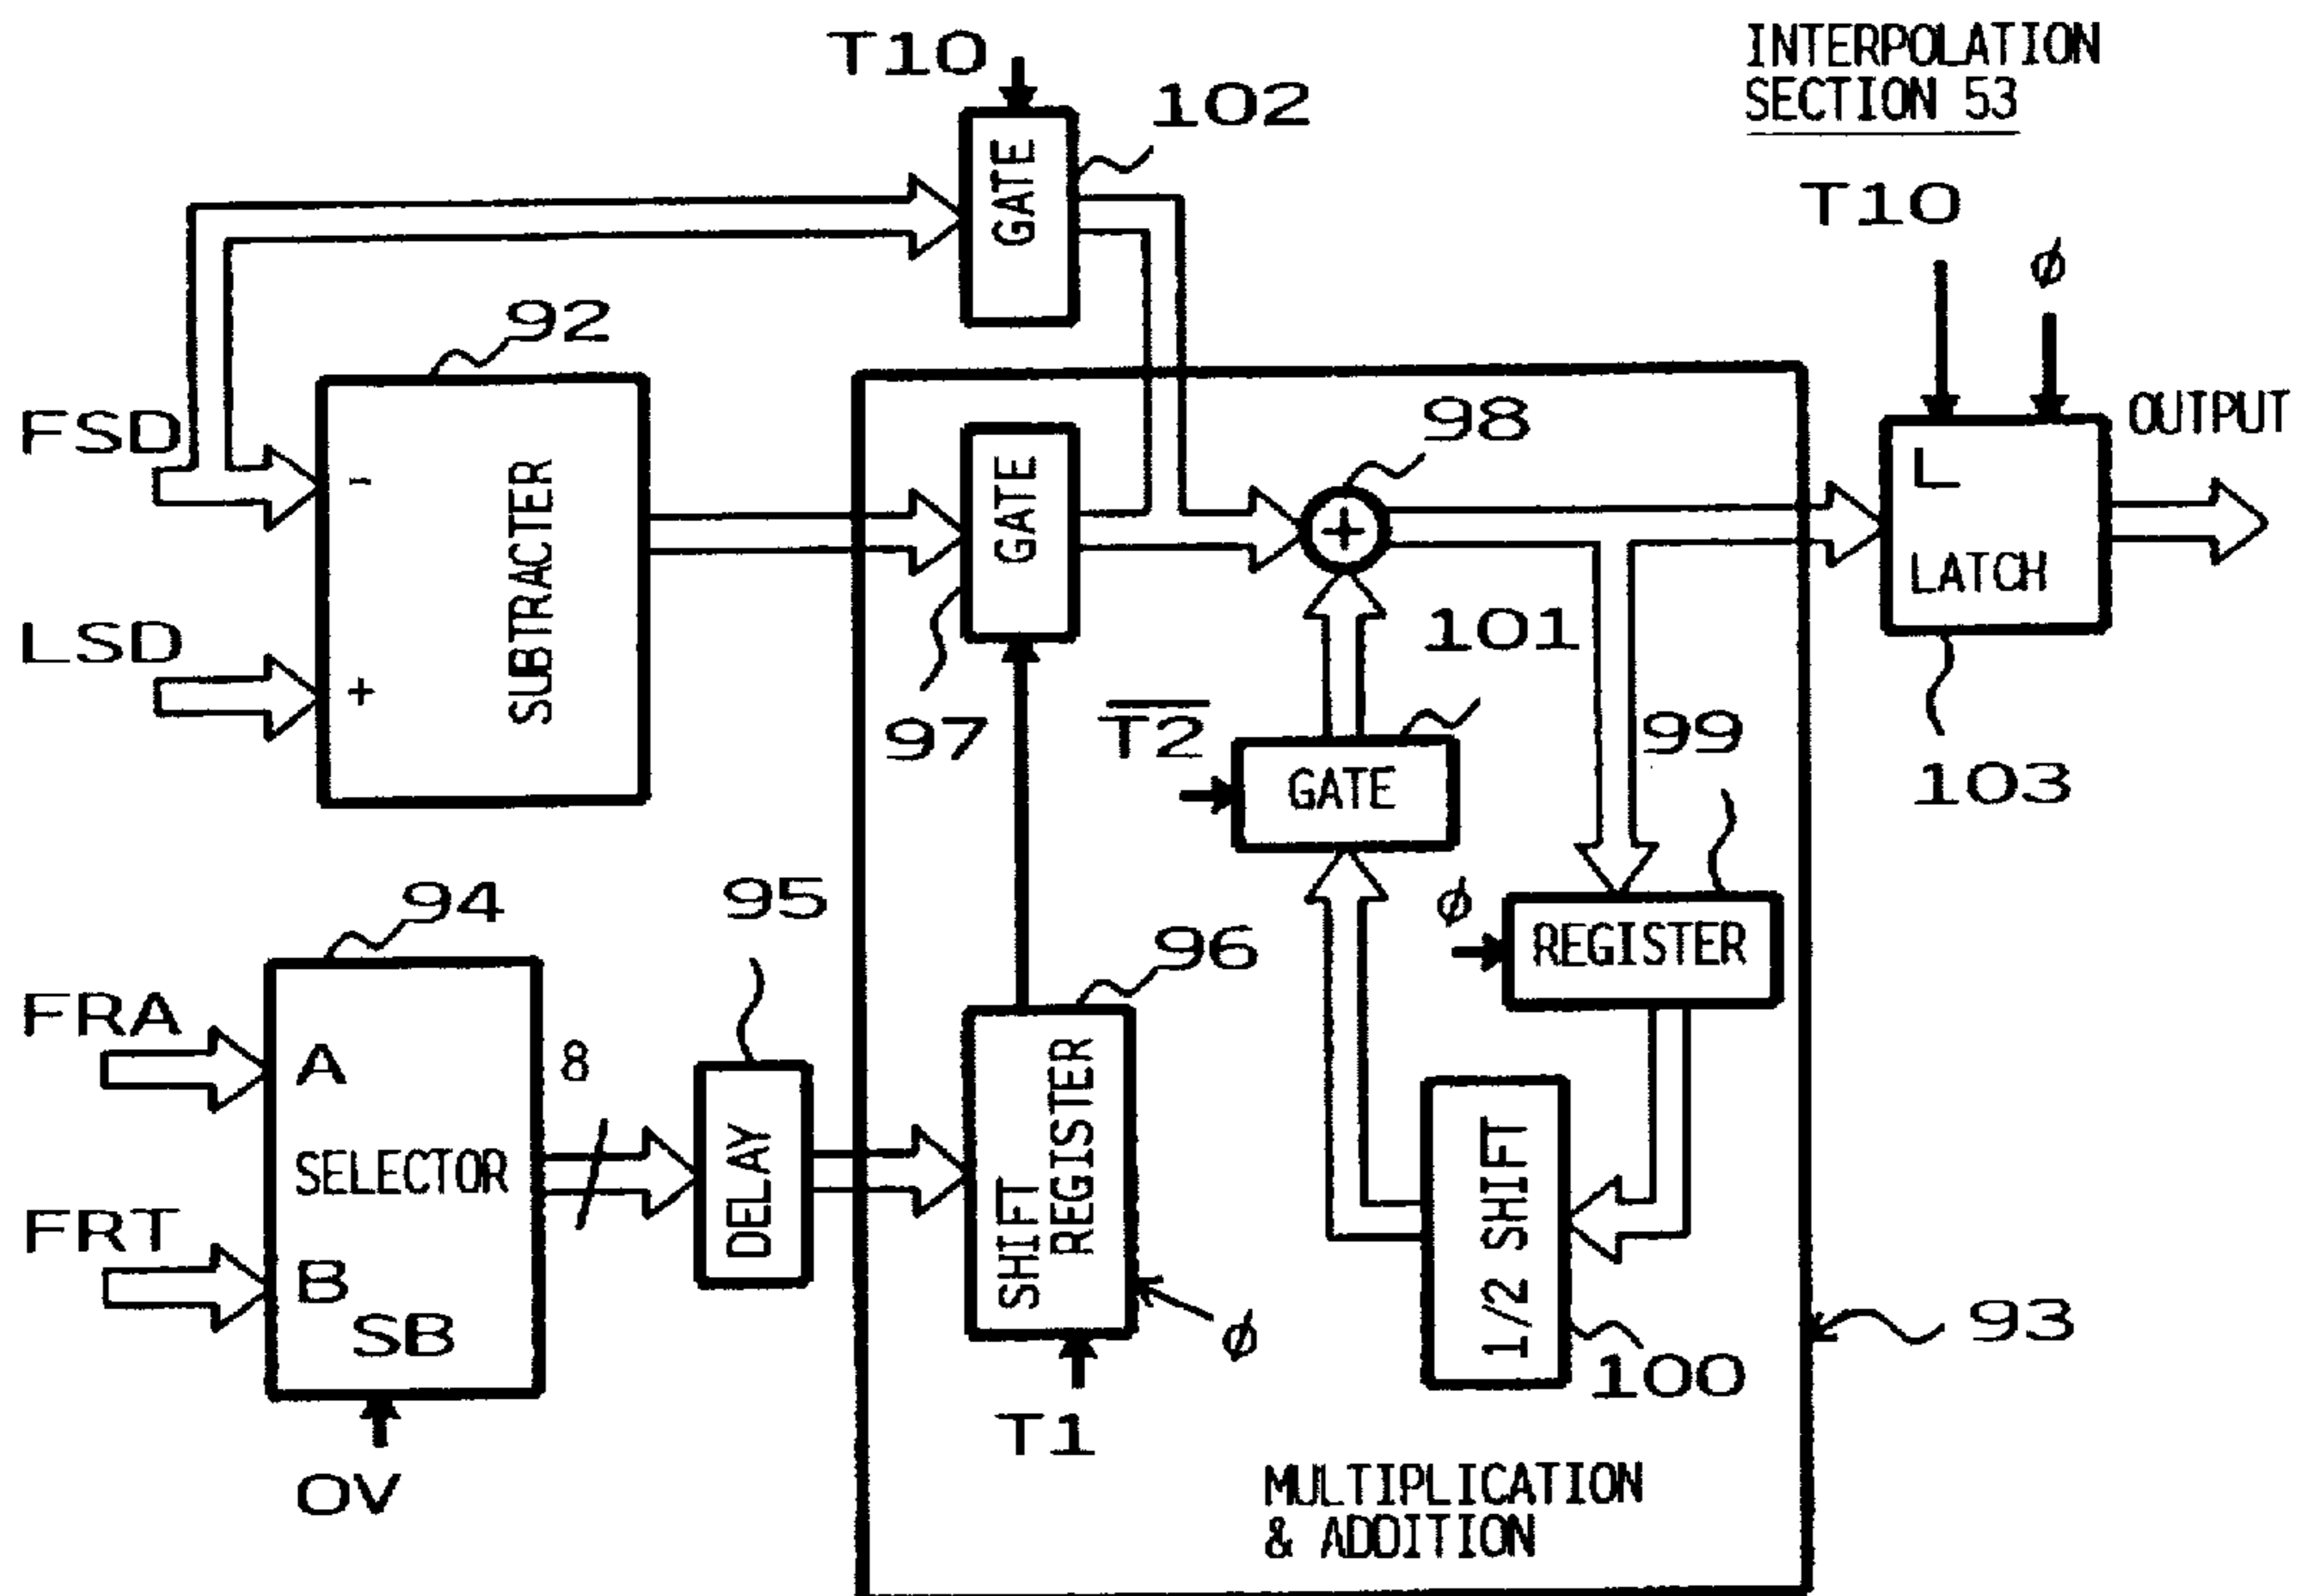 INTERPOLATION
SECTION 53
T10
102
GATE
T10
ø
92
FSD
-
SUBTRACTER
LSD
+
GATE
97
98
+
L
LATCH
OUTPUT
103
101
T2
GATE
99
ø
REGISTER
94
95
96
FRA
A
SELECTOR
8
FRT
B
SB
OV
DELAY
SHIFT
REGISTER
ø
T1
1/2 SHIFT
100
93
MULTIPLICATION
& ADDITION